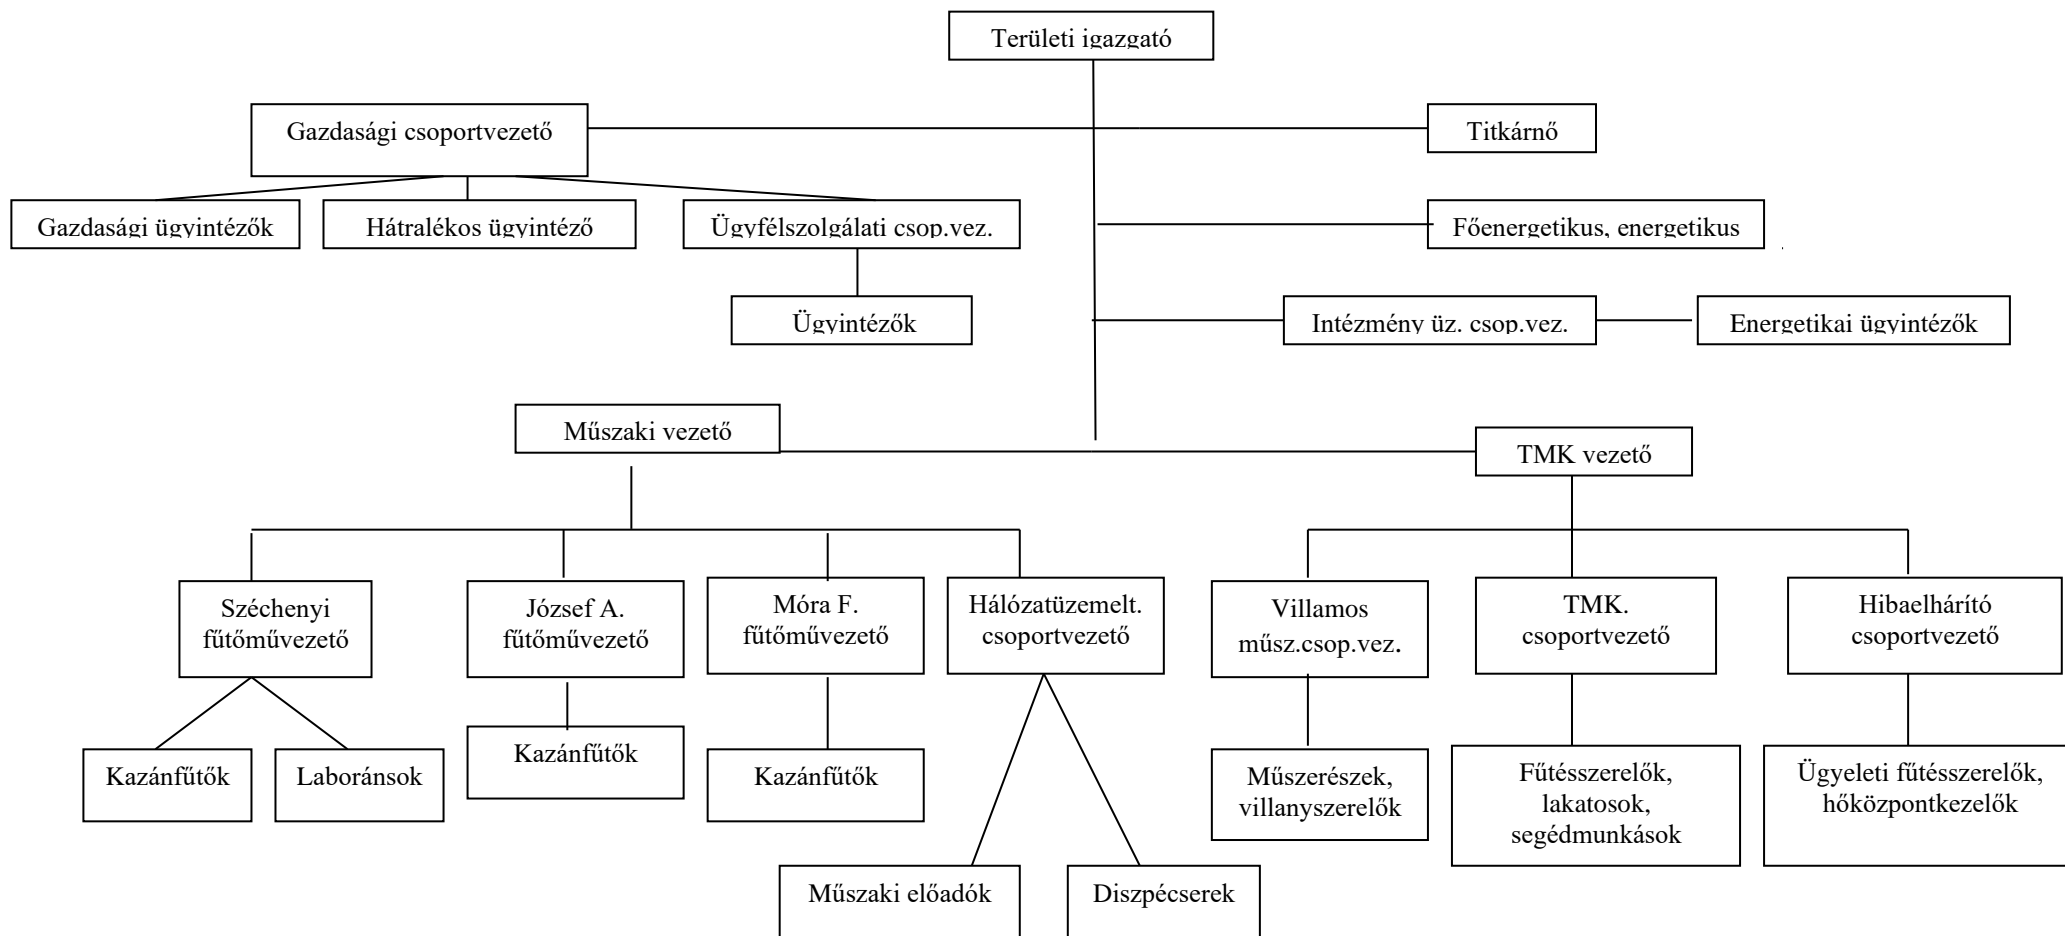 Területi igazgató
Gazdasági csoportvezető
Titkárnő
Gazdasági ügyintézők
Hátralékos ügyintéző
Ügyfélszolgálati csop.vez.
Főenergetikus, energetikus
Ügyintézők
Intézmény üz. csop.vez.
Energetikai ügyintézők
Műszaki vezető
TMK vezető
Széchenyi
fűtőművezető
József A.
fűtőművezető
Móra F.
fűtőművezető
Hálózatüzemelt.
csoportvezető
Villamos
műsz.csop.vez.
TMK.
csoportvezető
Hibaelhárító
csoportvezető
Kazánfűtők
Laboránsok
Kazánfűtők
Kazánfűtők
Műszerészek,
villanyszerelők
Fűtésszerelők,
lakatosok,
segédmunkások
Ügyeleti fűtésszerelők,
hőközpontkezelők
Műszaki előadók
Diszpécserek